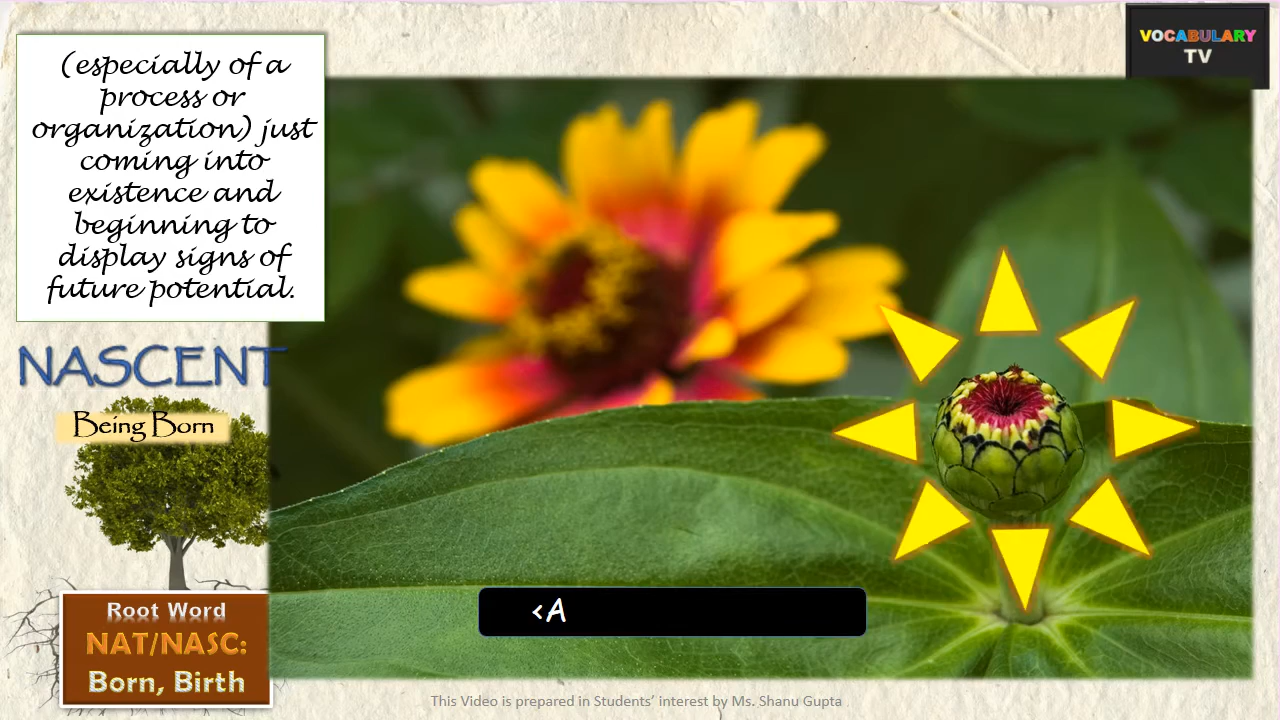 (especially of a
process or
organization) just
coming into
existence and
beginning to
display signs of
future potential.
VOCABULARY
TV
NASCENT
Being Born
Root Word
NAT/NASC:
Born, Birth
<A
This Video is prepared in Students’ interest by Ms. Shanu Gupta